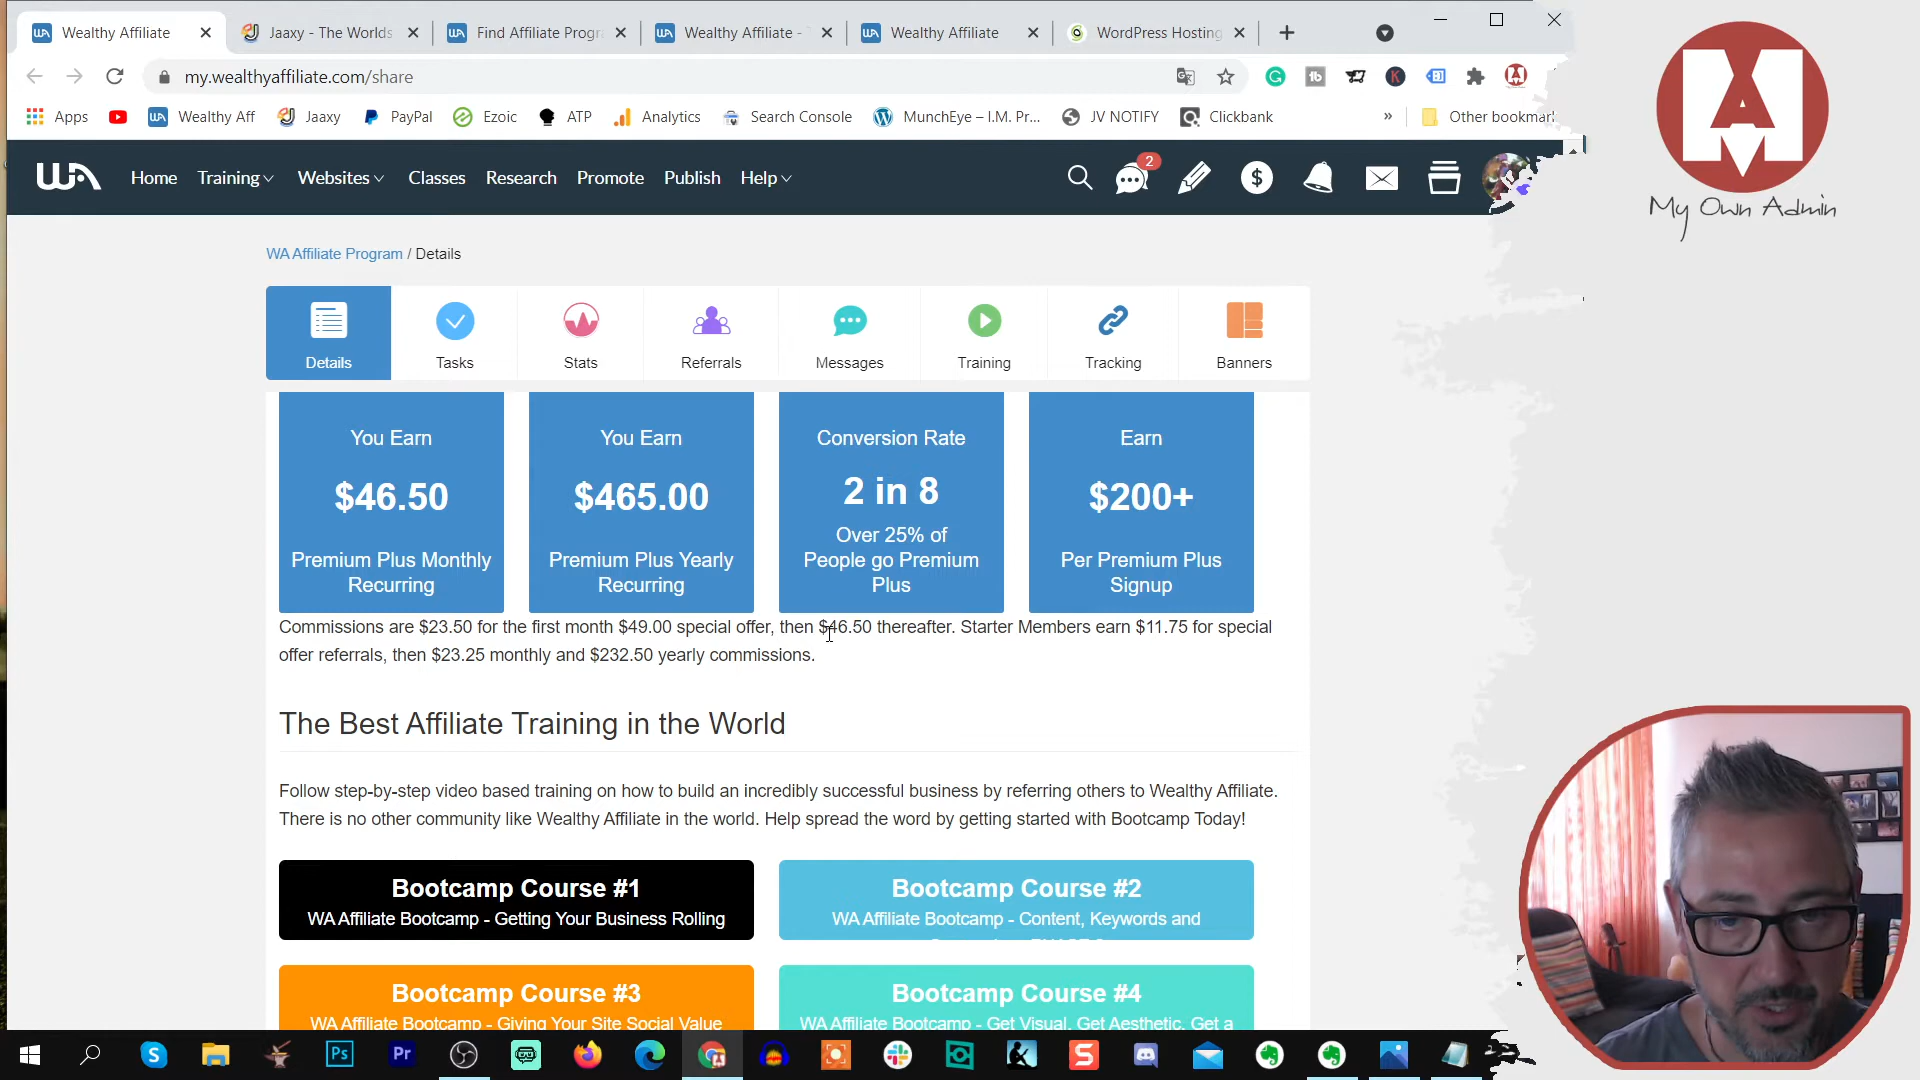 Wealthy Affiliate
Jaaxy - The Worlds
Find Affiliate Progr
Wealthy Affiliate -
Wealthy Affiliate
WordPress Hosting
my.wealthyaffiliate.com/share
Apps
Wealthy Aff
Jaaxy
PayPal
Ezoic
ATP
Analytics
Search Console
MunchEye – I.M. Pr...
JV NOTIFY
Clickbank
»
Other bookmar
WA
Home
Training
Websites
Classes
Research
Promote
Publish
Help
2
WA Affiliate Program / Details
Details
Tasks
Stats
Referrals
Messages
Training
Tracking
Banners
You Earn
$46.50
Premium Plus Monthly
Recurring
You Earn
$465.00
Premium Plus Yearly
Recurring
Conversion Rate
2 in 8
Over 25% of
People go Premium
Plus
Earn
$200+
Per Premium Plus
Signup
Commissions are $23.50 for the first month $49.00 special offer, then $46.50 thereafter. Starter Members earn $11.75 for special
offer referrals, then $23.25 monthly and $232.50 yearly commissions.
The Best Affiliate Training in the World
Follow step-by-step video based training on how to build an incredibly successful business by referring others to Wealthy Affiliate.
There is no other community like Wealthy Affiliate in the world. Help spread the word by getting started with Bootcamp Today!
Bootcamp Course #1
WA Affiliate Bootcamp - Getting Your Business Rolling
Bootcamp Course #2
WA Affiliate Bootcamp - Content, Keywords and
Bootcamp Course #3
WA Affiliate Bootcamp - Giving Your Site Social Value
Bootcamp Course #4
WA Affiliate Bootcamp - Get Visual, Get Aesthetic, Get a
My Own Admin